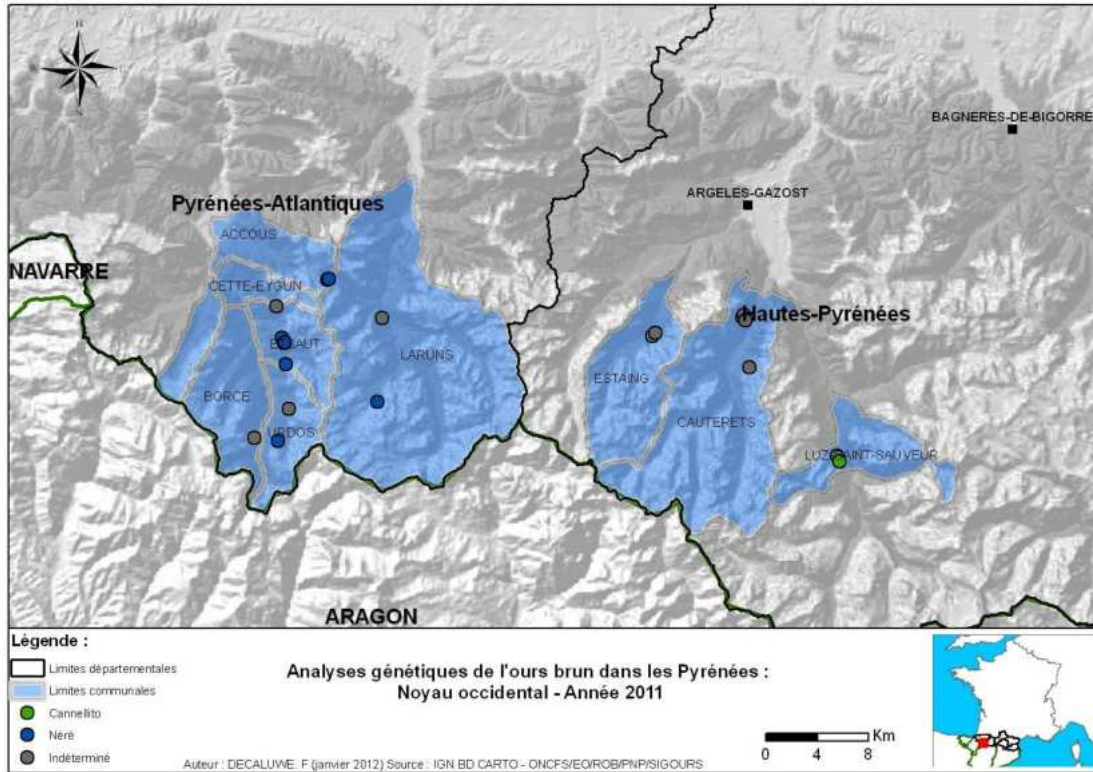 N
BAGNERES-DE-BIGORRE
ARGELES-GAZOST
Pyrénées-Atlantiques
ACCOUS
NAVARRE
CETTE-EYGUN
Hautes-Pyrénées
LARUNS
ESTAING
BORCE
CAUTERETS
URDOS
LUZ-SAINT-SAUVEUR
ARAGON
Légende :
Limites départementales
Limites communales
Cannellito
Néré
Indéterminé
Analyses génétiques de l'ours brun dans les Pyrénées :
Noyau occidental - Année 2011
Km
0 4 8
Auteur : DECALUWE. F (janvier 2012) Source : IGN BD CARTO - ONCFS/EO/ROB/PNP/SIGOURS